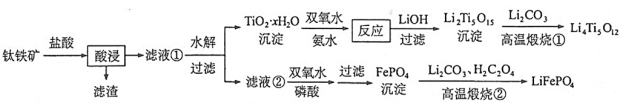 钛铁矿 盐酸 酸浸 滤渣 滤液① 水解 过滤
TiO₂·xH₂O 沉淀 双氧水 氨水 反应 LiOH 过滤 Li₂Ti₅O₁₅ 沉淀 Li₂CO₃ 高温煅烧① Li₄Ti₅O₁₂
滤液② 双氧水 磷酸 过滤 FePO₄ 沉淀 Li₂CO₃、H₂C₂O₄ 高温煅烧② LiFePO₄